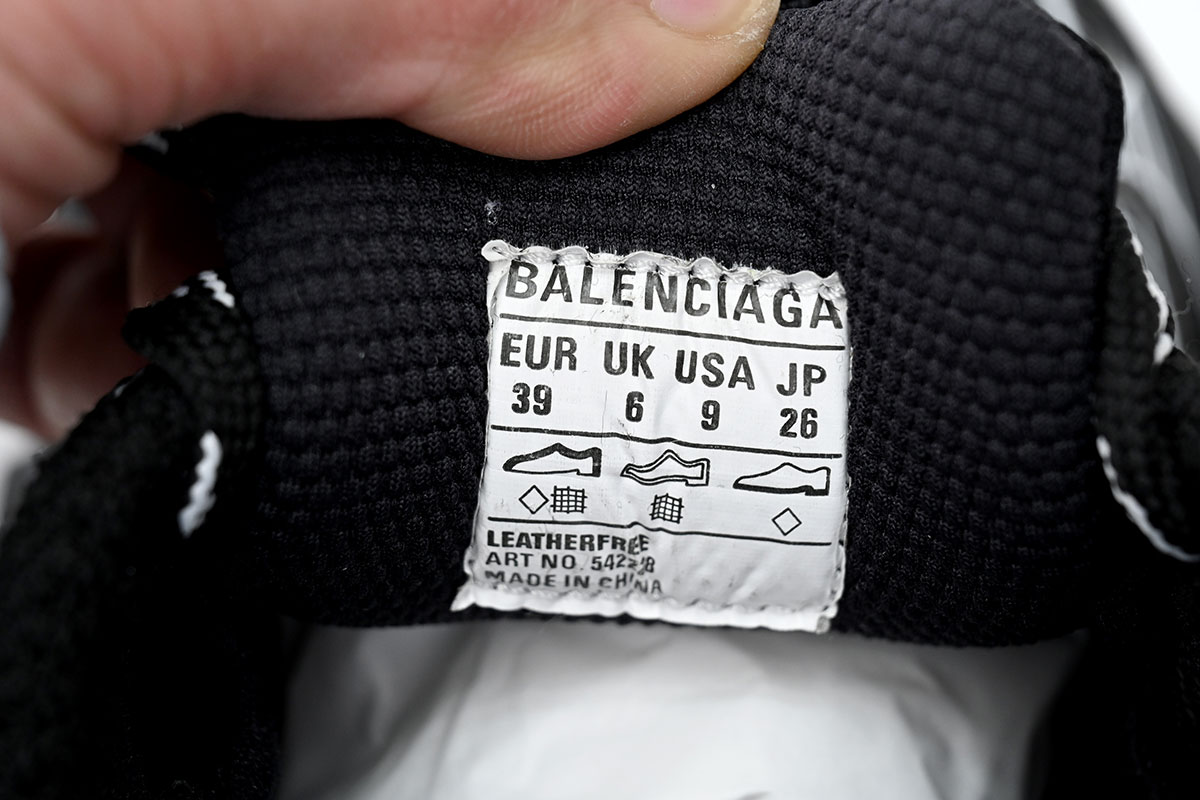 BALENCIAGA
EUR UK USA JP
39 6 9 26
LEATHERFREE
ART NO.
MADE IN CHINA